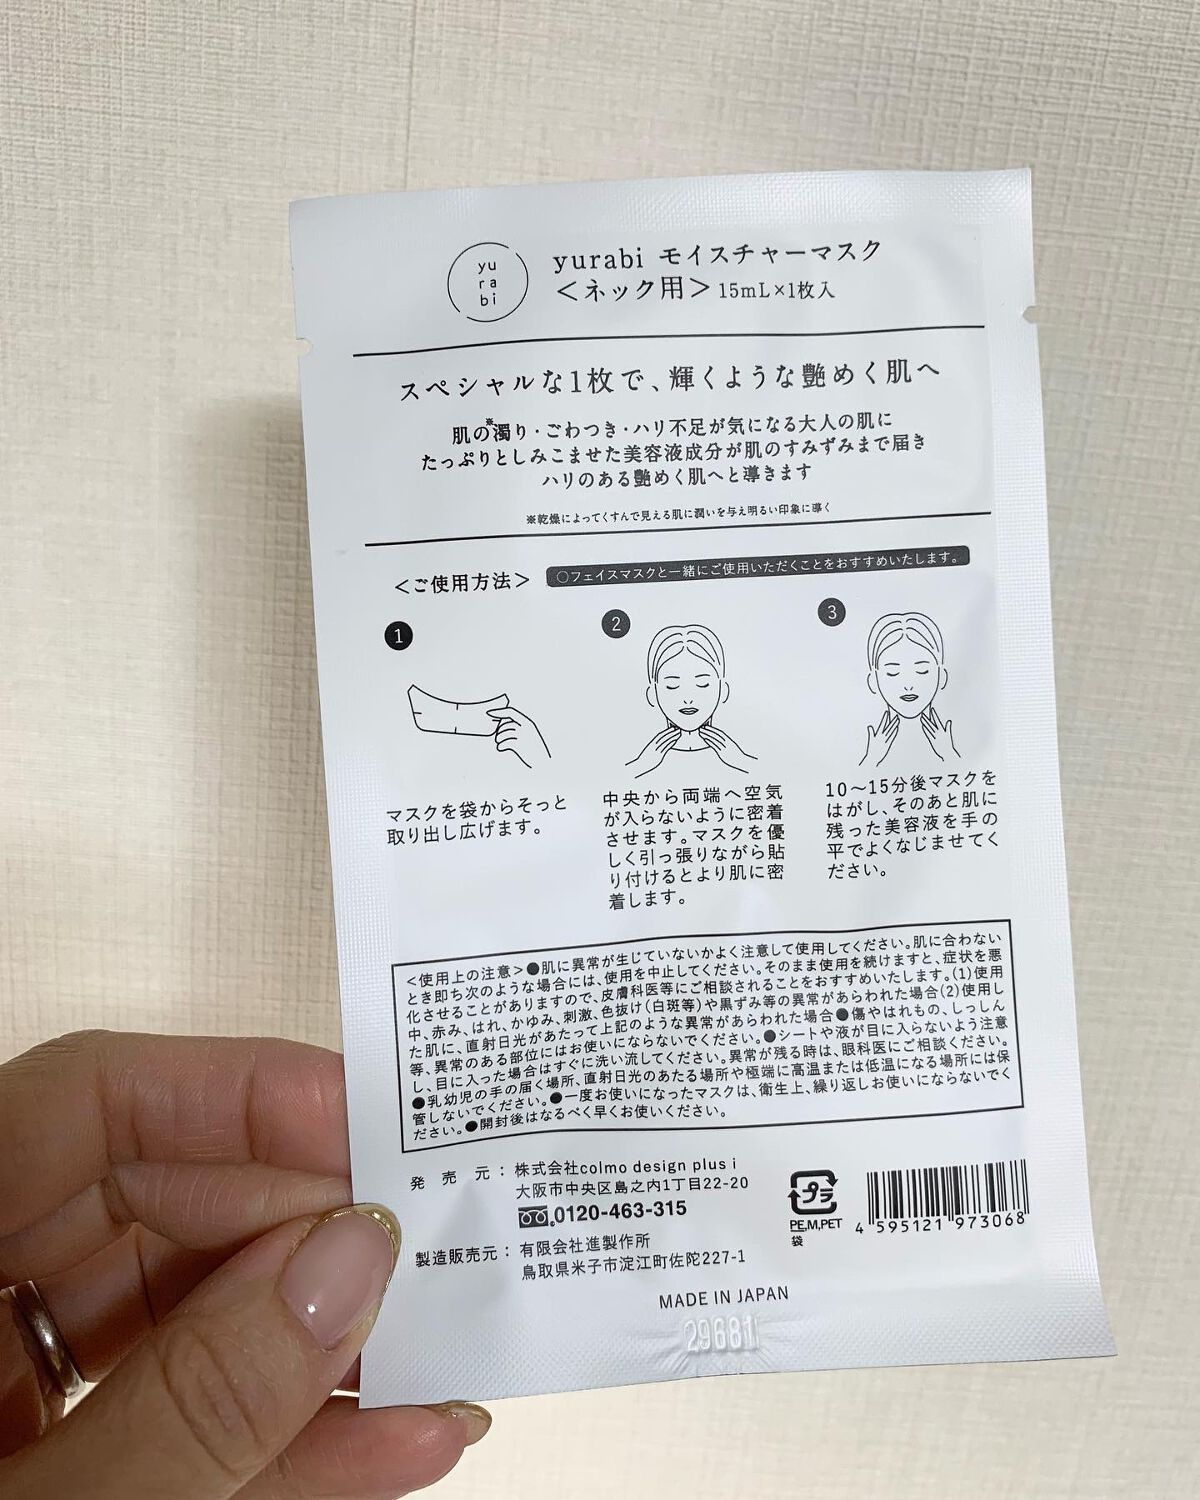 yu
ra
bi
yurabi モイスチャーマスク
＜ネック用＞15mL×1枚入
スペシャルな1枚で、輝くような艶めく肌へ
肌の※濁り・ごわつき・ハリ不足が気になる大人の肌に
たっぷりとしみこませた美容液成分が肌のすみずみまで届き
ハリのある艶めく肌へと導きます
※乾燥によってくすんで見える肌に潤いを与え明るい印象に導く
＜ご使用方法＞ ○フェイスマスクと一緒にご使用いただくことをおすすめいたします。
1
マスクを袋からそっと
取り出し広げます。
2
中央から両端へ空気
が入らないように密着
させます。マスクを優
しく引っ張りながら貼
り付けるとより肌に密
着します。
3
10～15分後マスクを
はがし、そのあと肌に
残った美容液を手の
平でよくなじませてく
ださい。
＜使用上の注意＞●肌に異常が生じていないかよく注意して使用してください。肌に合わない
とき即ち次のような場合には、使用を中止してください。そのまま使用を続けますと、症状を悪
化させることがありますので、皮膚科医等にご相談されることをおすすめいたします。(1)使用
中、赤み、はれ、かゆみ、刺激、色抜け(白斑等)や黒ずみ等の異常があらわれた場合(2)使用し
た肌に、直射日光があたって上記のような異常があらわれた場合●傷やはれもの、しっしん
等、異常のある部位にはお使いにならないでください。●シートや液が目に入らないよう注意
し、目に入った場合はすぐに洗い流してください。異常が残る時は、眼科医にご相談ください。
●乳幼児の手の届く場所、直射日光のあたる場所や極端に高温または低温になる場所には保
管しないでください。●一度お使いになったマスクは、衛生上、繰り返しお使いにならないでく
ださい。●開封後はなるべく早くお使いください。
発売元：株式会社colmo design plus i
大阪市中央区島之内1丁目22-20
0120-463-315
製造販売元：有限会社進製作所
鳥取県米子市淀江町佐陀227-1
プラ
PE,M,PET
袋
4 595121 973068
MADE IN JAPAN
29681